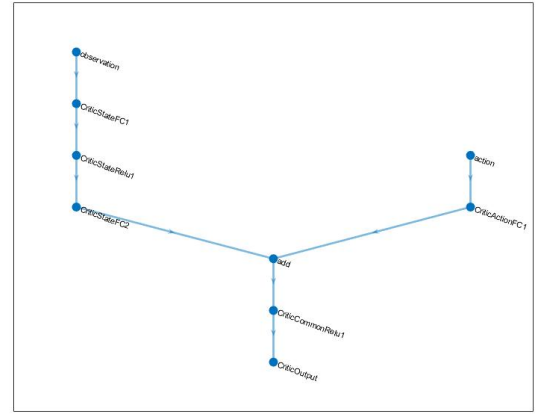 observation
CriticStateFC1
CriticStateRelu1
action
CriticStateFC2
CriticActionFC1
add
CriticCommonRelu1
CriticOutput